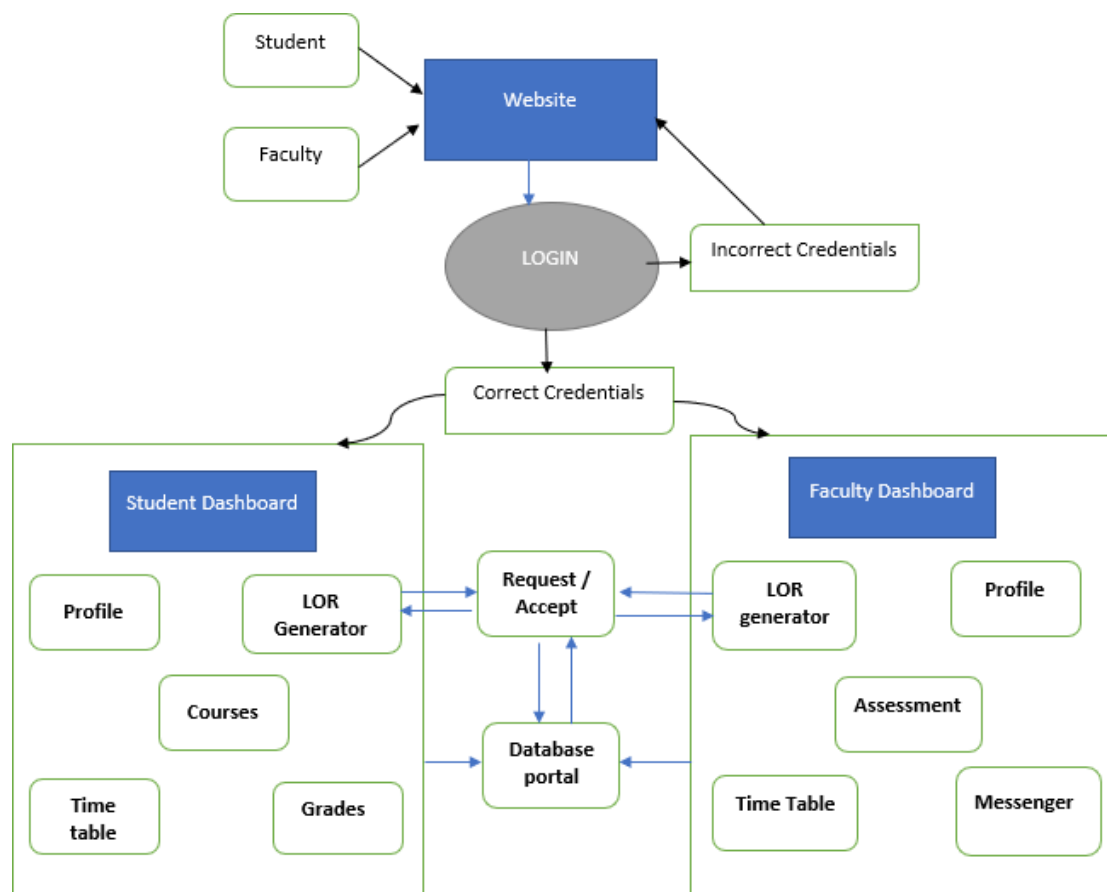 Student
Website
Faculty
LOGIN
Incorrect Credentials
Correct Credentials
Student Dashboard
Faculty Dashboard
Profile
LOR
Generator
Courses
Time
table
Grades
Request /
Accept
Database
portal
LOR
generator
Profile
Assessment
Time Table
Messenger